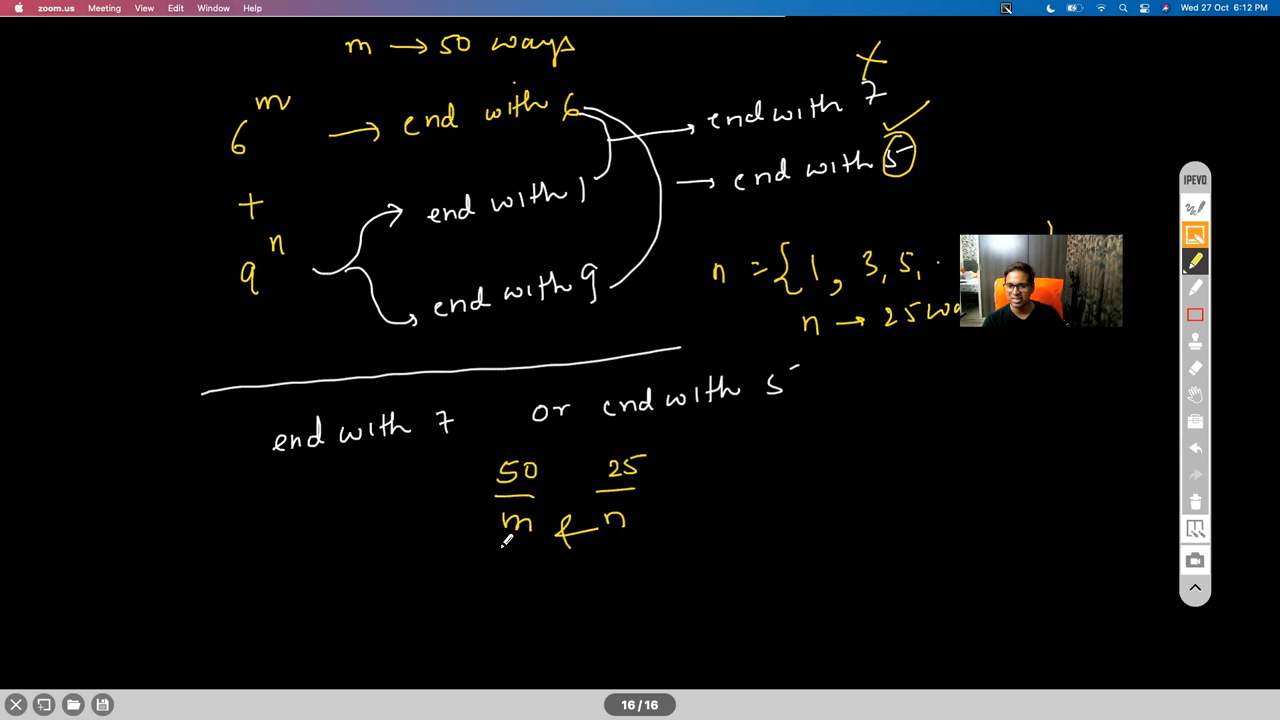 zoom.us Meeting View Edit Window Help Wed 27 Oct 6:12 PM
m → 50 ways
6^m → end with 6
end with 7
end with 5
+
end with 1
9^n
end with 9
n = {1, 3, 5, .
n → 25
end with 7 or end with 5
50 25
m n
IPEVO
16 / 16